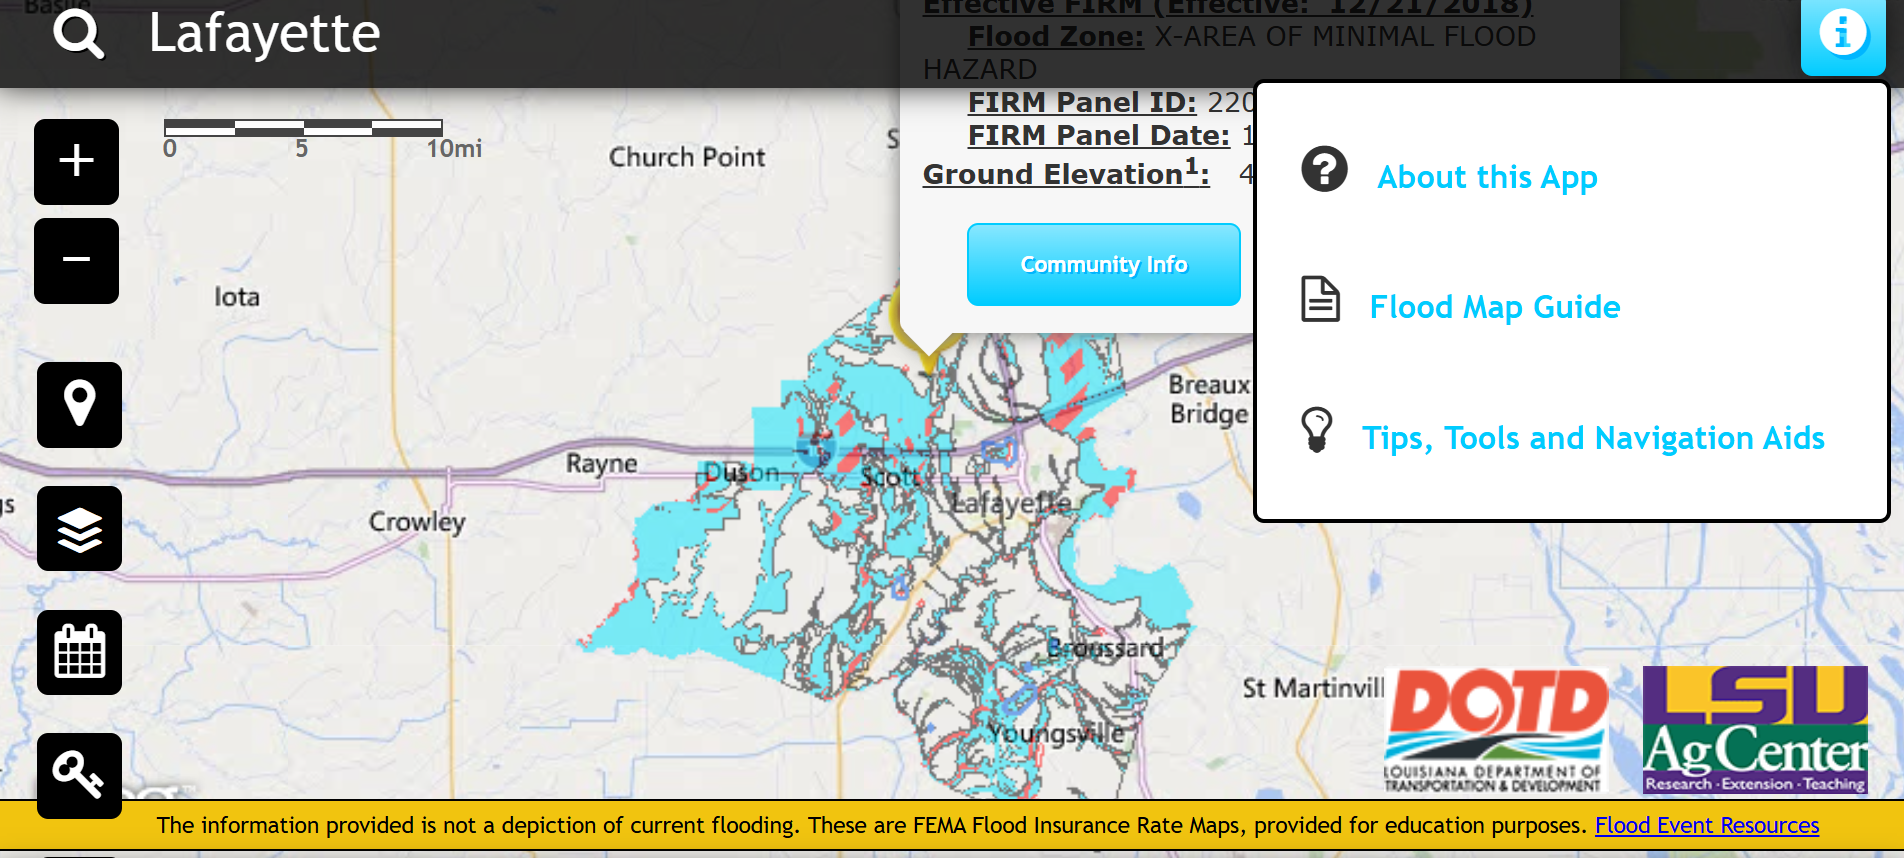 Basile
Lafayette
Effective FIRM (Effective: 12/21/2018)
Flood Zone: X-AREA OF MINIMAL FLOOD
HAZARD
FIRM Panel ID: 220
FIRM Panel Date: 1
Ground Elevation1: 4
Community Info
About this App
Flood Map Guide
Tips, Tools and Navigation Aids
0 5 10mi
Church Point
S
Iota
Breaux
Bridge
Rayne
Duson
Scott
Lafayette
gs
Crowley
Broussard
St Martinvill
Youngsville
DOTD
LOUISIANA DEPARTMENT OF
TRANSPORTATION & DEVELOPMENT
LSU
AgCenter
Research · Extension · Teaching
The information provided is not a depiction of current flooding. These are FEMA Flood Insurance Rate Maps, provided for education purposes. Flood Event Resources